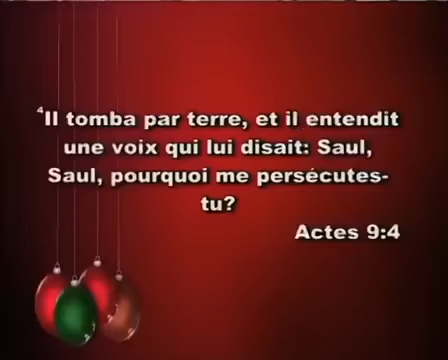 ⁴Il tomba par terre, et il entendit
une voix qui lui disait: Saul,
Saul, pourquoi me persécutes-
tu?
Actes 9:4